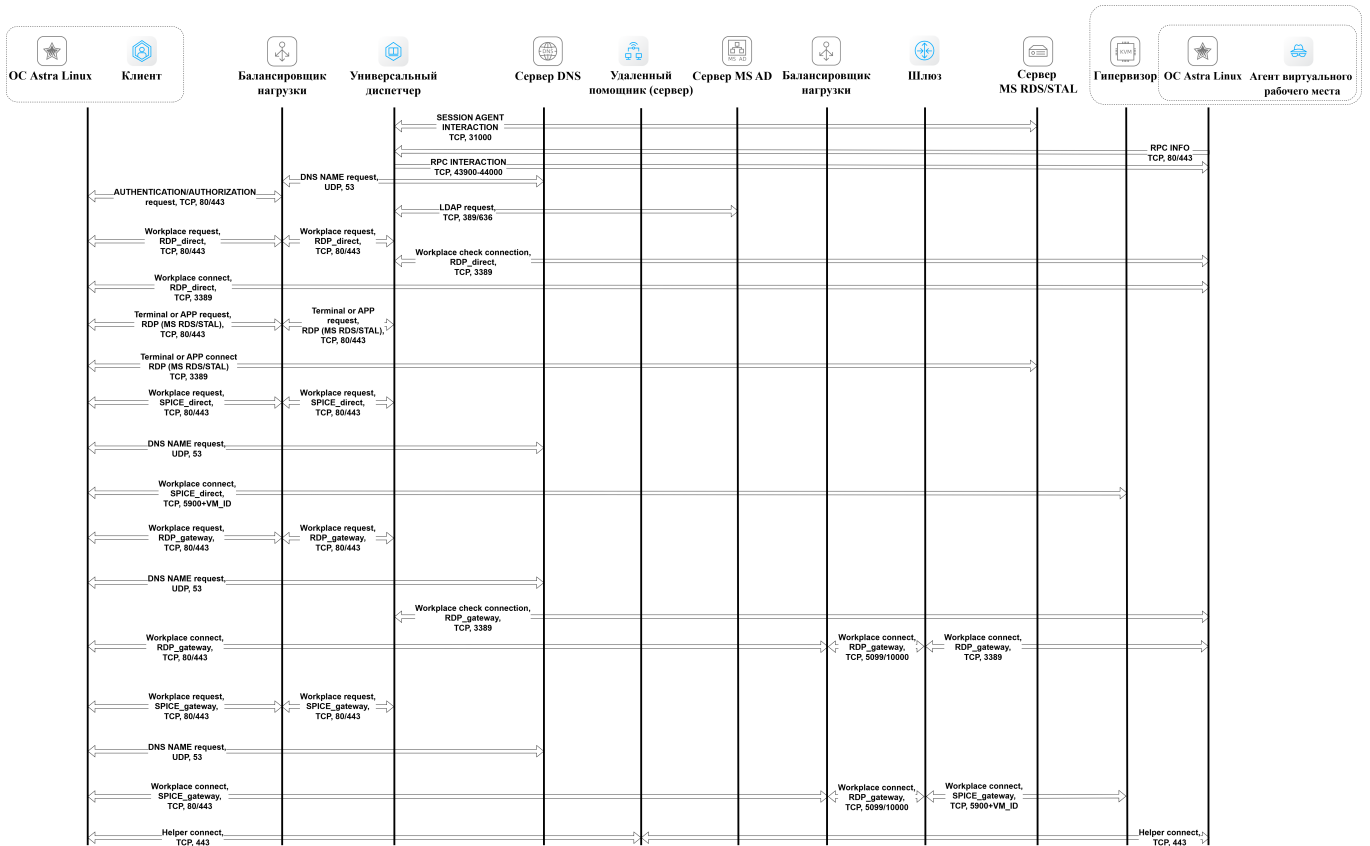 ОС Astra Linux
Клиент
Балансировщик
нагрузки
Универсальный
диспетчер
DNS
Сервер DNS
Удаленный
помощник (сервер)
MS AD
Сервер MS AD
Балансировщик
нагрузки
Шлюз
Сервер
MS RDS/STAL
KVM
Гипервизор
ОС Astra Linux
Агент виртуального
рабочего места
SESSION AGENT
INTERACTION
TCP, 31000
RPC INFO
TCP, 80/443
RPC INTERACTION
TCP, 43900-44000
DNS NAME request,
UDP, 53
AUTHENTICATION/AUTHORIZATION
request, TCP, 80/443
LDAP request,
TCP, 389/636
Workplace request,
RDP_direct,
TCP, 80/443
Workplace request,
RDP_direct,
TCP, 80/443
Workplace check connection,
RDP_direct,
TCP, 3389
Workplace connect,
RDP_direct,
TCP, 3389
Terminal or APP request,
RDP (MS RDS/STAL),
TCP, 80/443
Terminal or APP
request,
RDP (MS RDS/STAL),
TCP, 80/443
Terminal or APP connect
RDP (MS RDS/STAL)
TCP, 3389
Workplace request,
SPICE_direct,
TCP, 80/443
Workplace request,
SPICE_direct,
TCP, 80/443
DNS NAME request,
UDP, 53
Workplace connect,
SPICE_direct,
TCP, 5900+VM_ID
Workplace request,
RDP_gateway,
TCP, 80/443
Workplace request,
RDP_gateway,
TCP, 80/443
DNS NAME request,
UDP, 53
Workplace check connection,
RDP_gateway,
TCP, 3389
Workplace connect,
RDP_gateway,
TCP, 80/443
Workplace connect,
RDP_gateway,
TCP, 5099/10000
Workplace connect,
RDP_gateway,
TCP, 3389
Workplace request,
SPICE_gateway,
TCP, 80/443
Workplace request,
SPICE_gateway,
TCP, 80/443
DNS NAME request,
UDP, 53
Workplace connect,
SPICE_gateway,
TCP, 80/443
Workplace connect,
RDP_gateway,
TCP, 5099/10000
Workplace connect,
SPICE_gateway,
TCP, 5900+VM_ID
Helper connect,
TCP, 443
Helper connect,
TCP, 443